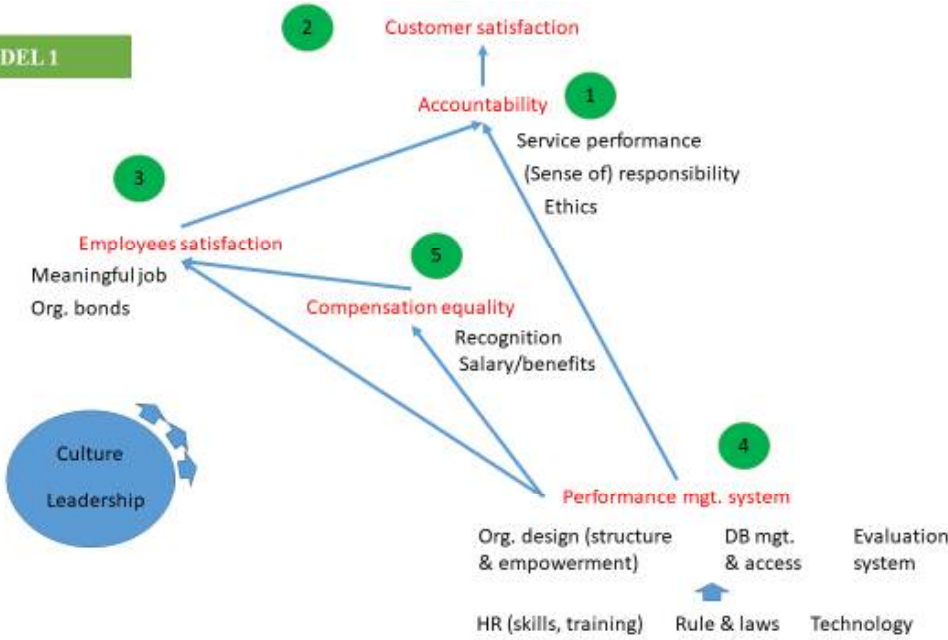 2
Customer satisfaction
DEL 1
Accountability
1
Service performance
(Sense of) responsibility
Ethics
3
Employees satisfaction
Meaningful job
Org. bonds
5
Compensation equality
Recognition
Salary/benefits
Culture
Leadership
4
Performance mgt. system
Org. design (structure
& empowerment)
DB mgt.
& access
Evaluation
system
HR (skills, training)
Rule & laws
Technology